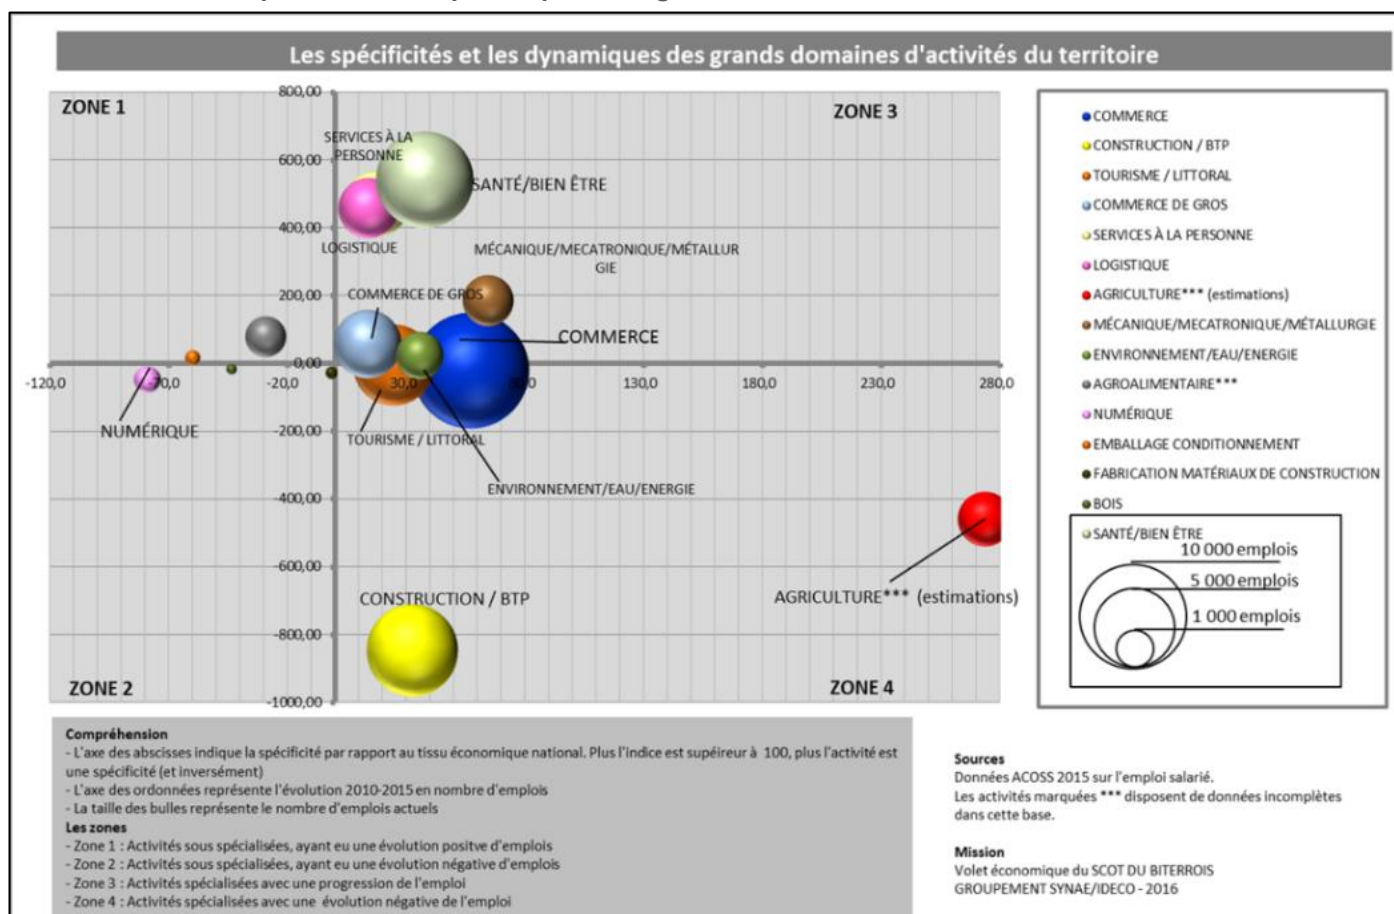 Les spécificités et les dynamiques des grands domaines d'activités du territoire
ZONE 1
ZONE 3
800,00
600,00
400,00
200,00
0,00
-200,00
-400,00
-600,00
-800,00
-1000,00
SERVICES À LA
PERSONNE
SANTÉ/BIEN ÊTRE
LOGISTIQUE
MÉCANIQUE/MECATRONIQUE/MÉTALLUR
GIE
COMMERCE DE GROS
COMMERCE
-120,0
-70,0
-20,0
30,0
80,0
130,0
180,0
230,0
280,0
NUMÉRIQUE
TOURISME / LITTORAL
ENVIRONNEMENT/EAU/ENERGIE
CONSTRUCTION / BTP
AGRICULTURE*** (estimations)
ZONE 2
ZONE 4
COMMERCE
CONSTRUCTION / BTP
TOURISME / LITTORAL
COMMERCE DE GROS
SERVICES À LA PERSONNE
LOGISTIQUE
AGRICULTURE*** (estimations)
MÉCANIQUE/MECATRONIQUE/MÉTALLURGIE
ENVIRONNEMENT/EAU/ENERGIE
AGROALIMENTAIRE***
NUMÉRIQUE
EMBALLAGE CONDITIONNEMENT
FABRICATION MATÉRIAUX DE CONSTRUCTION
BOIS
SANTÉ/BIEN ÊTRE
10 000 emplois
5 000 emplois
1 000 emplois
Compréhension
- L'axe des abscisses indique la spécificité par rapport au tissu économique national. Plus l'indice est supéireur à 100, plus l'activité est
une spécificité (et inversément)
- L'axe des ordonnées représente l'évolution 2010-2015 en nombre d'emplois
- La taille des bulles représente le nombre d'emplois actuels
Les zones
- Zone 1 : Activités sous spécialisées, ayant eu une évolution positve d'emplois
- Zone 2 : Activités sous spécialisées, ayant eu une évolution négative d'emplois
- Zone 3 : Activités spécialisées avec une progression de l'emploi
- Zone 4 : Activités spécialisées avec une évolution négative de l'emploi
Sources
Données ACOSS 2015 sur l'emploi salarié.
Les activités marquées *** disposent de données incomplètes
dans cette base.
Mission
Volet économique du SCOT DU BITERROIS
GROUPEMENT SYNAE/IDECO - 2016